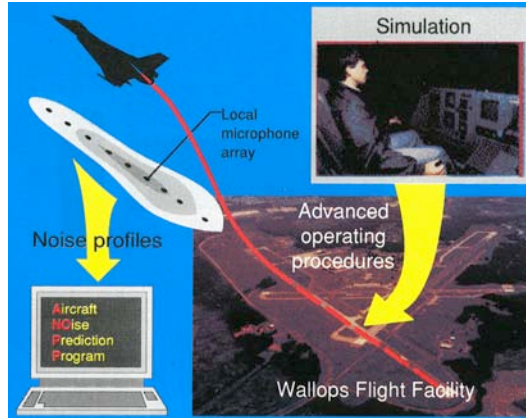 Simulation
Local
microphone
array
Advanced
operating
procedures
Noise profiles
Aircraft
NOise
Prediction
Program
Wallops Flight Facility